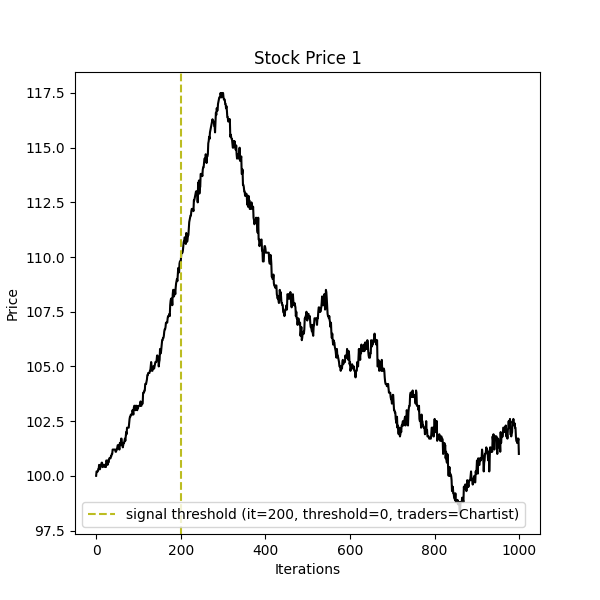 Stock Price 1
Price
117.5
115.0
112.5
110.0
107.5
105.0
102.5
100.0
97.5
signal threshold (it=200, threshold=0, traders=Chartist)
0 200 400 600 800 1000
Iterations